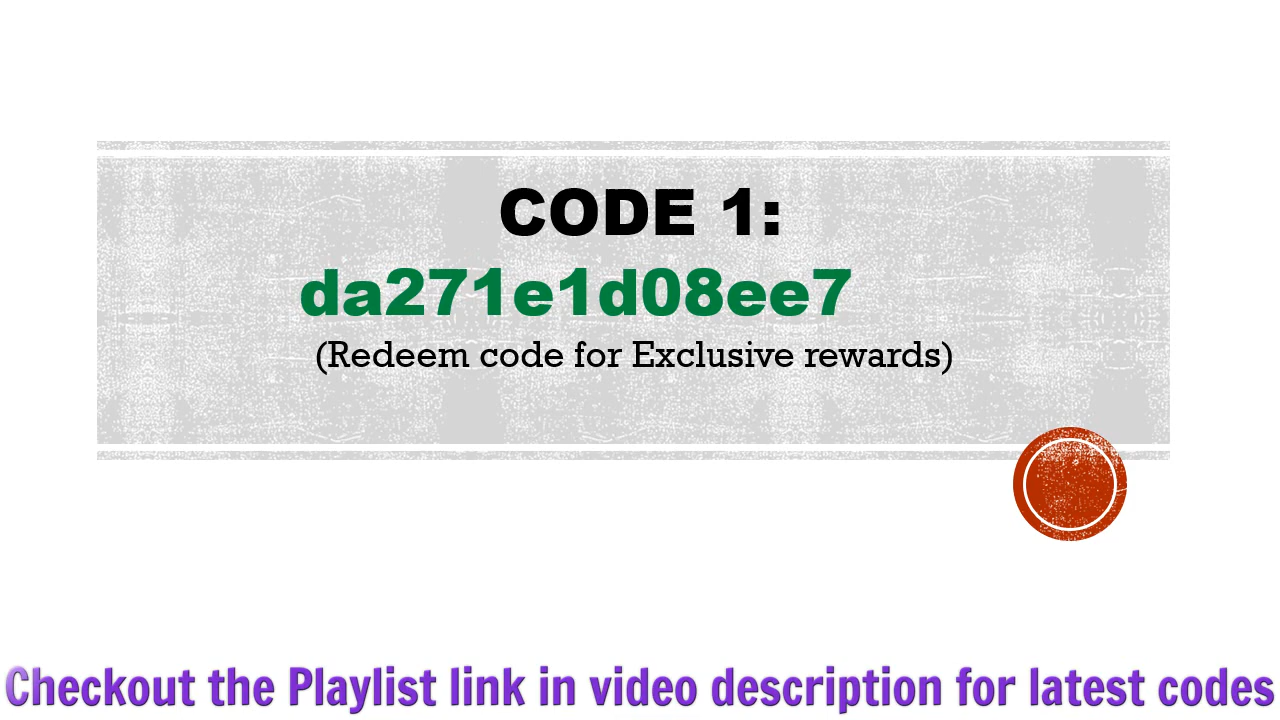 CODE 1:
da271e1d08ee7
(Redeem code for Exclusive rewards)
Checkout the Playlist link in video description for latest codes